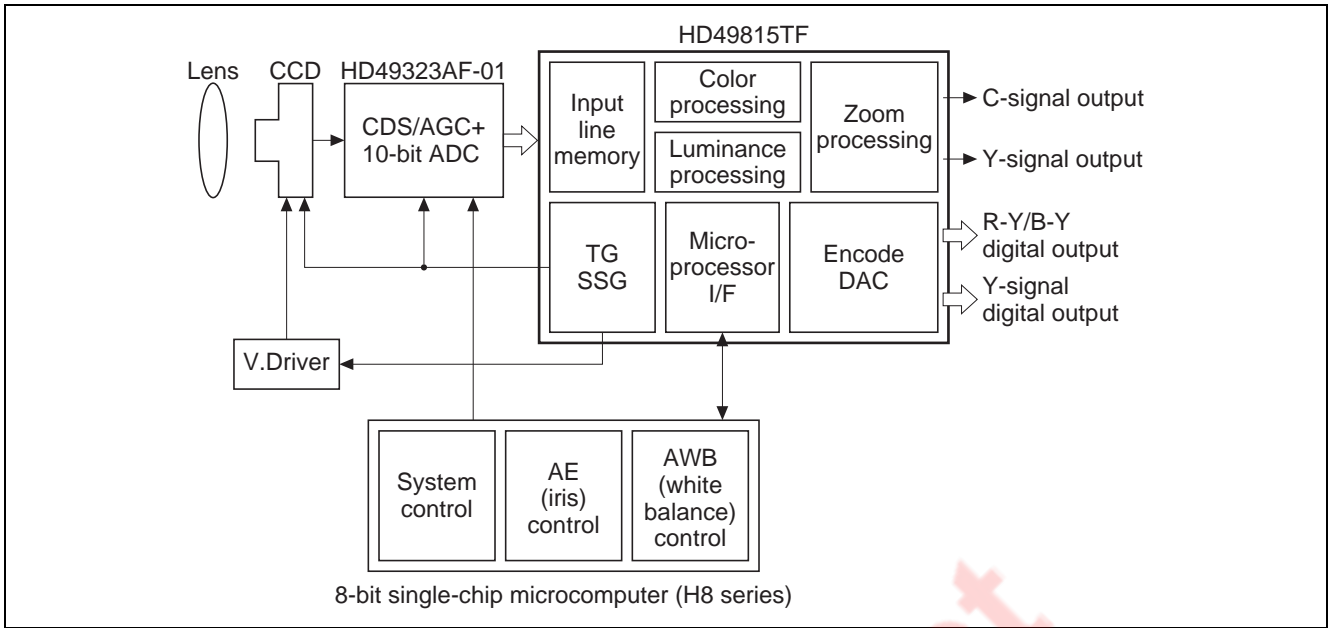 HD49815TF
Lens
CCD
HD49323AF-01
CDS/AGC+
10-bit ADC
Input
line
memory
Color
processing
Luminance
processing
Zoom
processing
TG
SSG
Micro-
processor
I/F
Encode
DAC
C-signal output
Y-signal output
R-Y/B-Y
digital output
Y-signal
digital output
V.Driver
System
control
AE
(iris)
control
AWB
(white
balance)
control
8-bit single-chip microcomputer (H8 series)